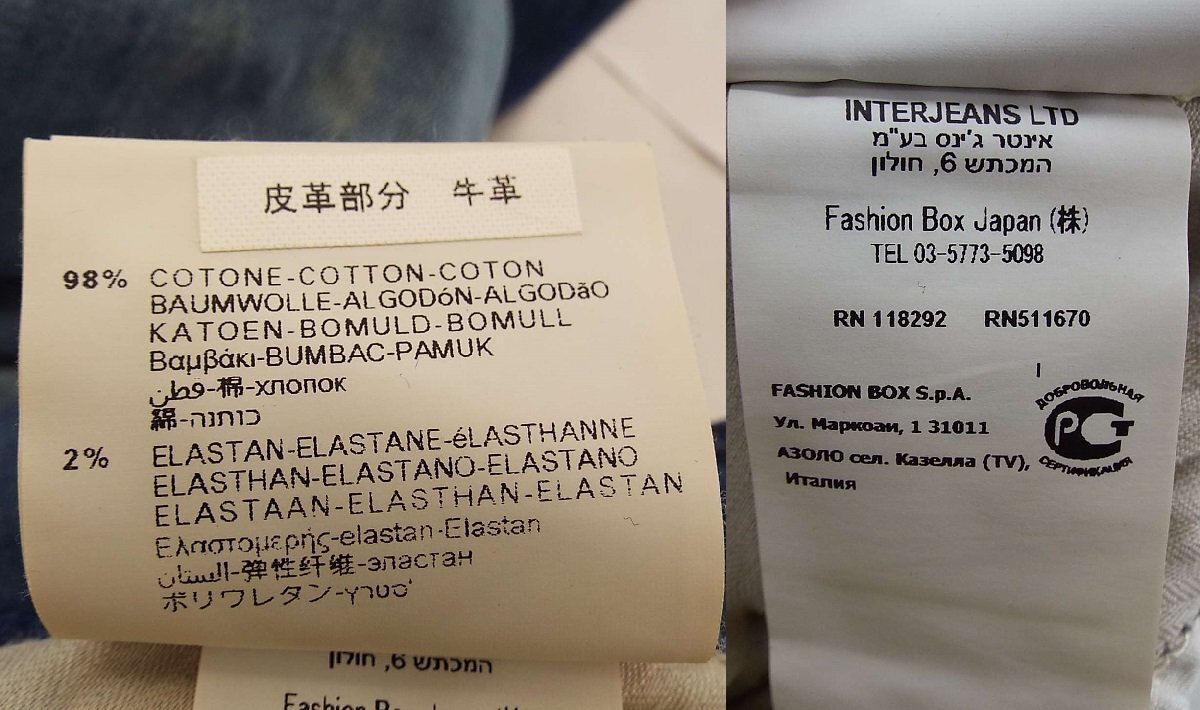 皮革部分 牛革
98% COTONE-COTTON-COTON
BAUMWOLLE-ALGODóN-ALGODãO
KATOEN-BOMULD-BOMULL
Βαμβάκι-BUMBAC-PAMUK
قطن-棉-хлопок
綿-כותנה
2% ELASTAN-ELASTANE-éLASTHANNE
ELASTHAN-ELASTANO-ELASTANO
ELASTAAN-ELASTHAN-ELASTAN
Ελαστομερής-elastan-Elastan
الستان-弹性纤维-эластан
ポリウレタン-
המכתש 6, חולון
INTERJEANS LTD
אינטר ג'ינס בע"מ
המכתש 6, חולון
Fashion Box Japan (株)
TEL 03-5773-5098
RN 118292 RN511670
FASHION BOX S.p.A.
Ул. Маркони, 1 31011
АЗОЛО сел. Казелла (TV),
Италия
ДОБРОВОЛЬНАЯ
РСТ
СЕРТИФИКАЦИЯ